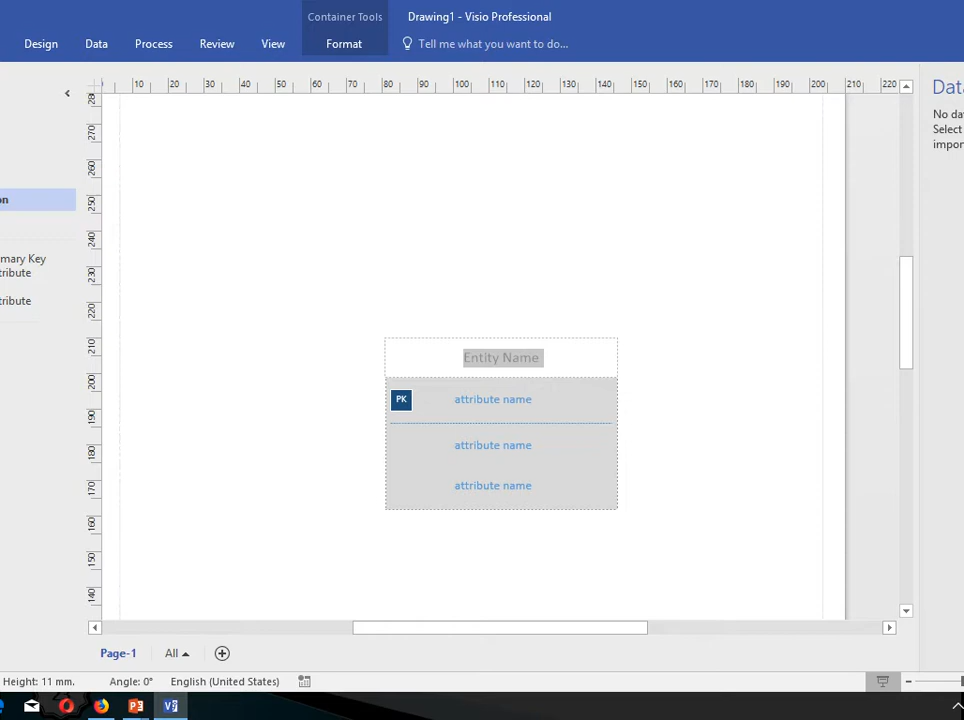 Container Tools
Drawing1 - Visio Professional
Design
Data
Process
Review
View
Format
Tell me what you want to do...
10 20 30 40 50 60 70 80 90 100 110 120 130 140 150 160 170 180 190 200 210 220
280
270
260
250
240
230
220
210
200
190
180
170
160
150
140
Dat
No da
Select
impor
on
mary Key
tribute
tribute
Entity Name
PK
attribute name
attribute name
attribute name
Page-1
All
Height: 11 mm.
Angle: 0°
English (United States)